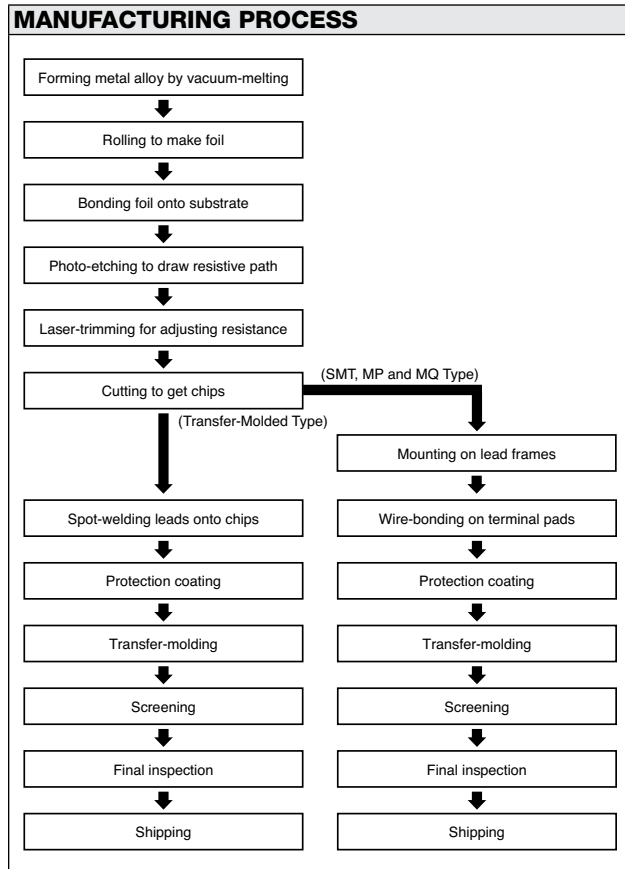 MANUFACTURING PROCESS
Forming metal alloy by vacuum-melting
Rolling to make foil
Bonding foil onto substrate
Photo-etching to draw resistive path
Laser-trimming for adjusting resistance
Cutting to get chips
(SMT, MP and MQ Type)
(Transfer-Molded Type)
Spot-welding leads onto chips
Protection coating
Transfer-molding
Screening
Final inspection
Shipping
Mounting on lead frames
Wire-bonding on terminal pads
Protection coating
Transfer-molding
Screening
Final inspection
Shipping